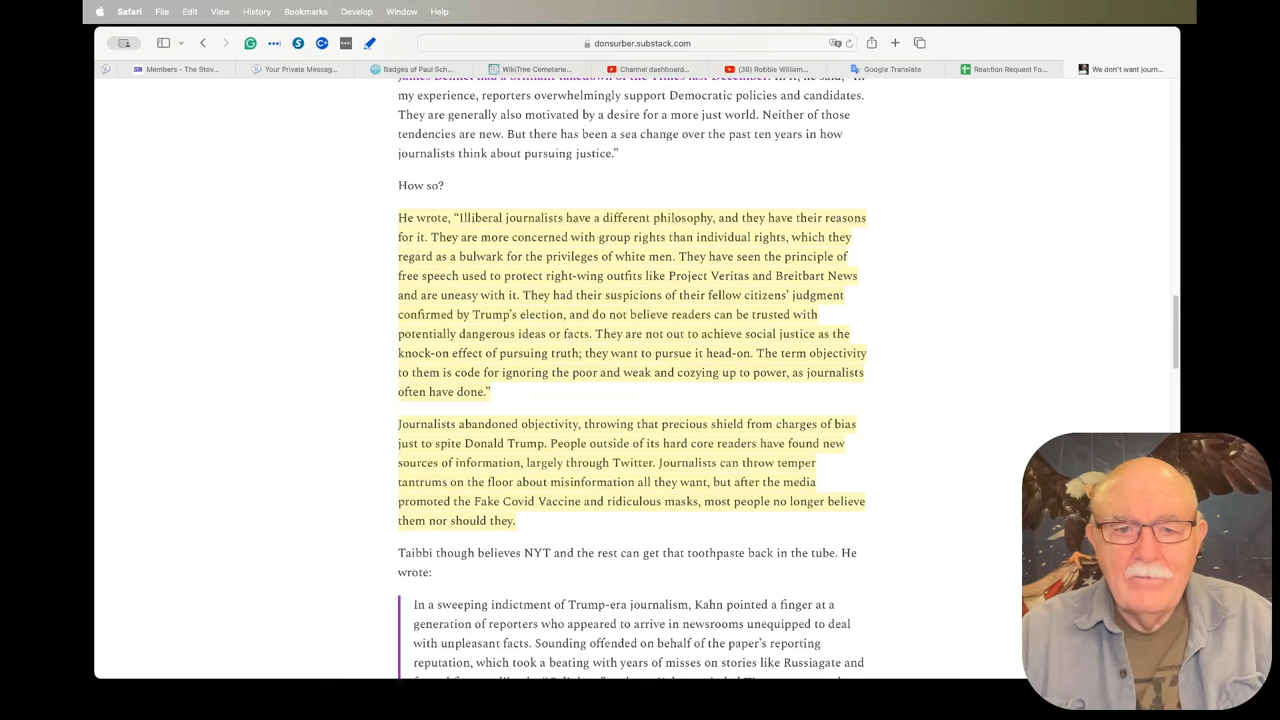 Safari File Edit View History Bookmarks Develop Window Help
donsurber.substack.com
SB Members - The Stov... Your Private Messag... Badges of Paul Sch... WikiTree Cemeterie... Channel dashboard... (38) Robbie William... Google Translate Reaction Request Fo... We don't want journ...
my experience, reporters overwhelmingly support Democratic policies and candidates.
They are generally also motivated by a desire for a more just world. Neither of those
tendencies are new. But there has been a sea change over the past ten years in how
journalists think about pursuing justice.”
How so?
He wrote, “Illiberal journalists have a different philosophy, and they have their reasons
for it. They are more concerned with group rights than individual rights, which they
regard as a bulwark for the privileges of white men. They have seen the principle of
free speech used to protect right-wing outfits like Project Veritas and Breitbart News
and are uneasy with it. They had their suspicions of their fellow citizens’ judgment
confirmed by Trump’s election, and do not believe readers can be trusted with
potentially dangerous ideas or facts. They are not out to achieve social justice as the
knock-on effect of pursuing truth; they want to pursue it head-on. The term objectivity
to them is code for ignoring the poor and weak and cozying up to power, as journalists
often have done.”
Journalists abandoned objectivity, throwing that precious shield from charges of bias
just to spite Donald Trump. People outside of its hard core readers have found new
sources of information, largely through Twitter. Journalists can throw temper
tantrums on the floor about misinformation all they want, but after the media
promoted the Fake Covid Vaccine and ridiculous masks, most people no longer believe
them nor should they.
Taibbi though believes NYT and the rest can get that toothpaste back in the tube. He
wrote:
In a sweeping indictment of Trump-era journalism, Kahn pointed a finger at a
generation of reporters who appeared to arrive in newsrooms unequipped to deal
with unpleasant facts. Sounding offended on behalf of the paper’s reporting
reputation, which took a beating with years of misses on stories like Russiagate and